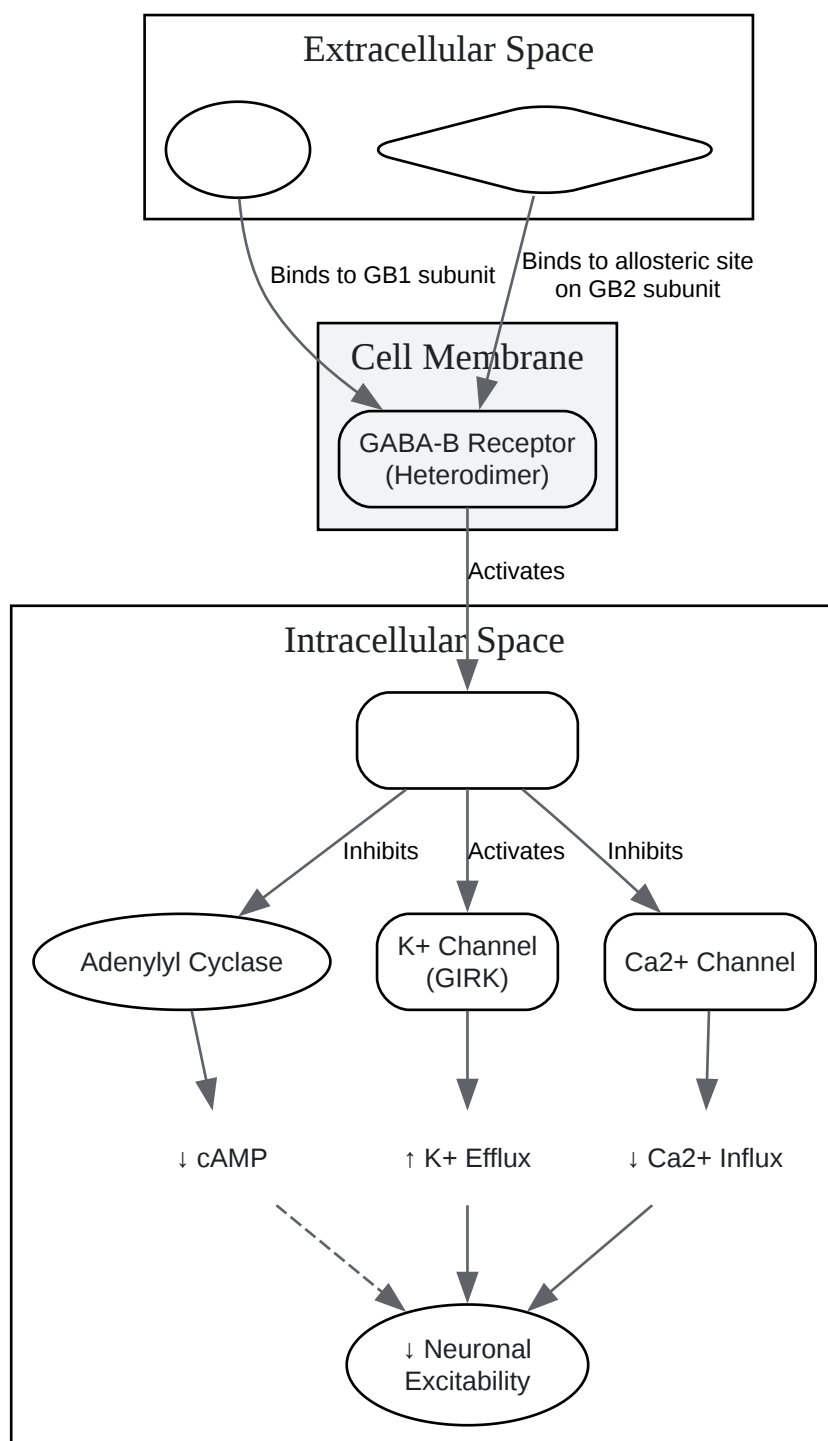 Extracellular Space
Binds to GB1 subunit
Binds to allosteric site
on GB2 subunit
Cell Membrane
GABA-B Receptor
(Heterodimer)
Activates
Intracellular Space
Inhibits
Activates
Inhibits
Adenylyl Cyclase
K+ Channel
(GIRK)
Ca2+ Channel
↓ cAMP
↑ K+ Efflux
↓ Ca2+ Influx
↓ Neuronal
Excitability